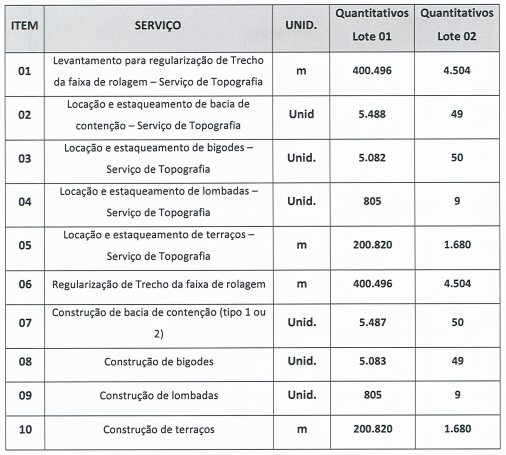 ITEM SERVIÇO UNID. Quantitativos Lote 01 Quantitativos Lote 02
01 Levantamento para regularização de Trecho da faixa de rolagem – Serviço de Topografia m 400.496 4.504
02 Locação e estaqueamento de bacia de contenção – Serviço de Topografia Unid 5.488 49
03 Locação e estaqueamento de bigodes – Serviço de Topografia Unid. 5.082 50
04 Locação e estaqueamento de lombadas – Serviço de Topografia Unid. 805 9
05 Locação e estaqueamento de terraços – Serviço de Topografia m 200.820 1.680
06 Regularização de Trecho da faixa de rolagem m 400.496 4.504
07 Construção de bacia de contenção (tipo 1 ou 2) Unid. 5.487 50
08 Construção de bigodes Unid. 5.083 49
09 Construção de lombadas Unid. 805 9
10 Construção de terraços m 200.820 1.680